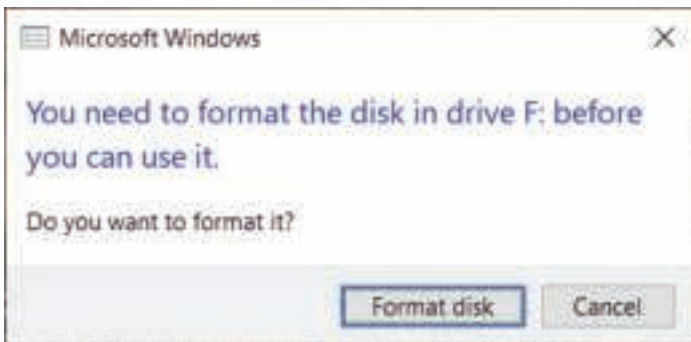 Microsoft Windows
You need to format the disk in drive F: before
you can use it.
Do you want to format it?
Format disk Cancel